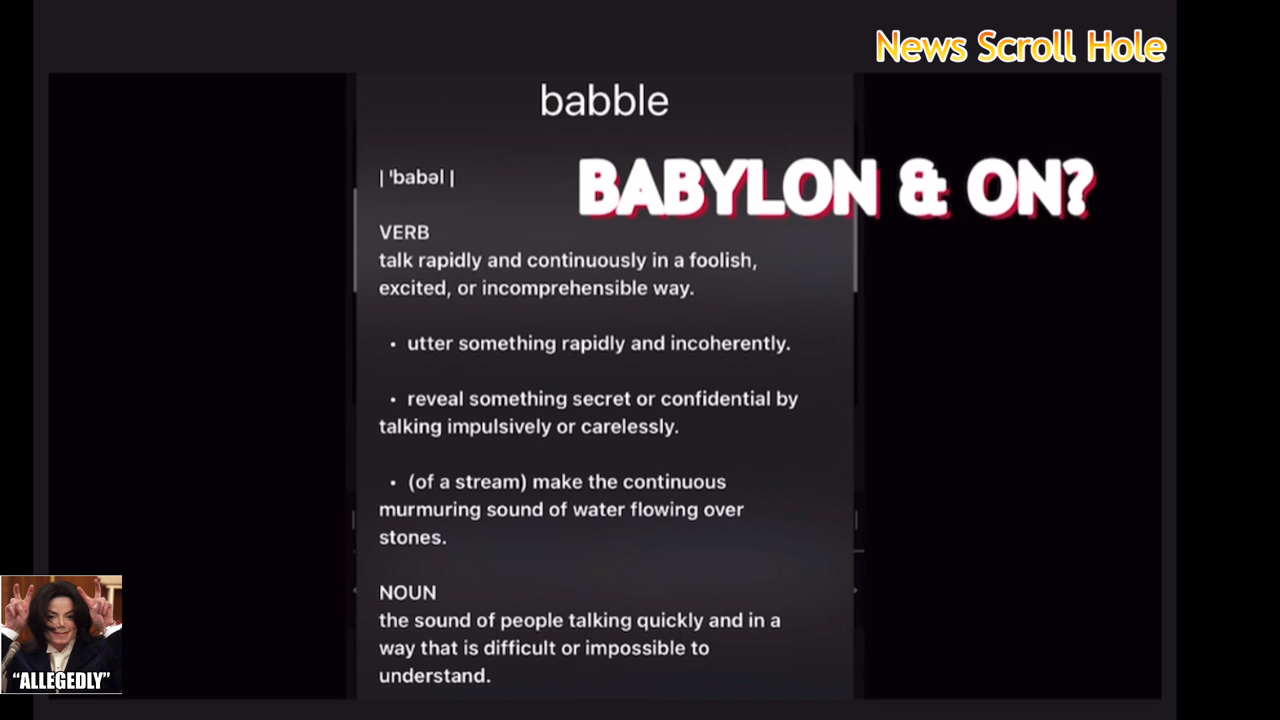 News Scroll Hole
babble
BABYLON & ON?
| 'babəl |
VERB
talk rapidly and continuously in a foolish,
excited, or incomprehensible way.
• utter something rapidly and incoherently.
• reveal something secret or confidential by
talking impulsively or carelessly.
• (of a stream) make the continuous
murmuring sound of water flowing over
stones.
NOUN
the sound of people talking quickly and in a
way that is difficult or impossible to
understand.
“ALLEGEDLY”